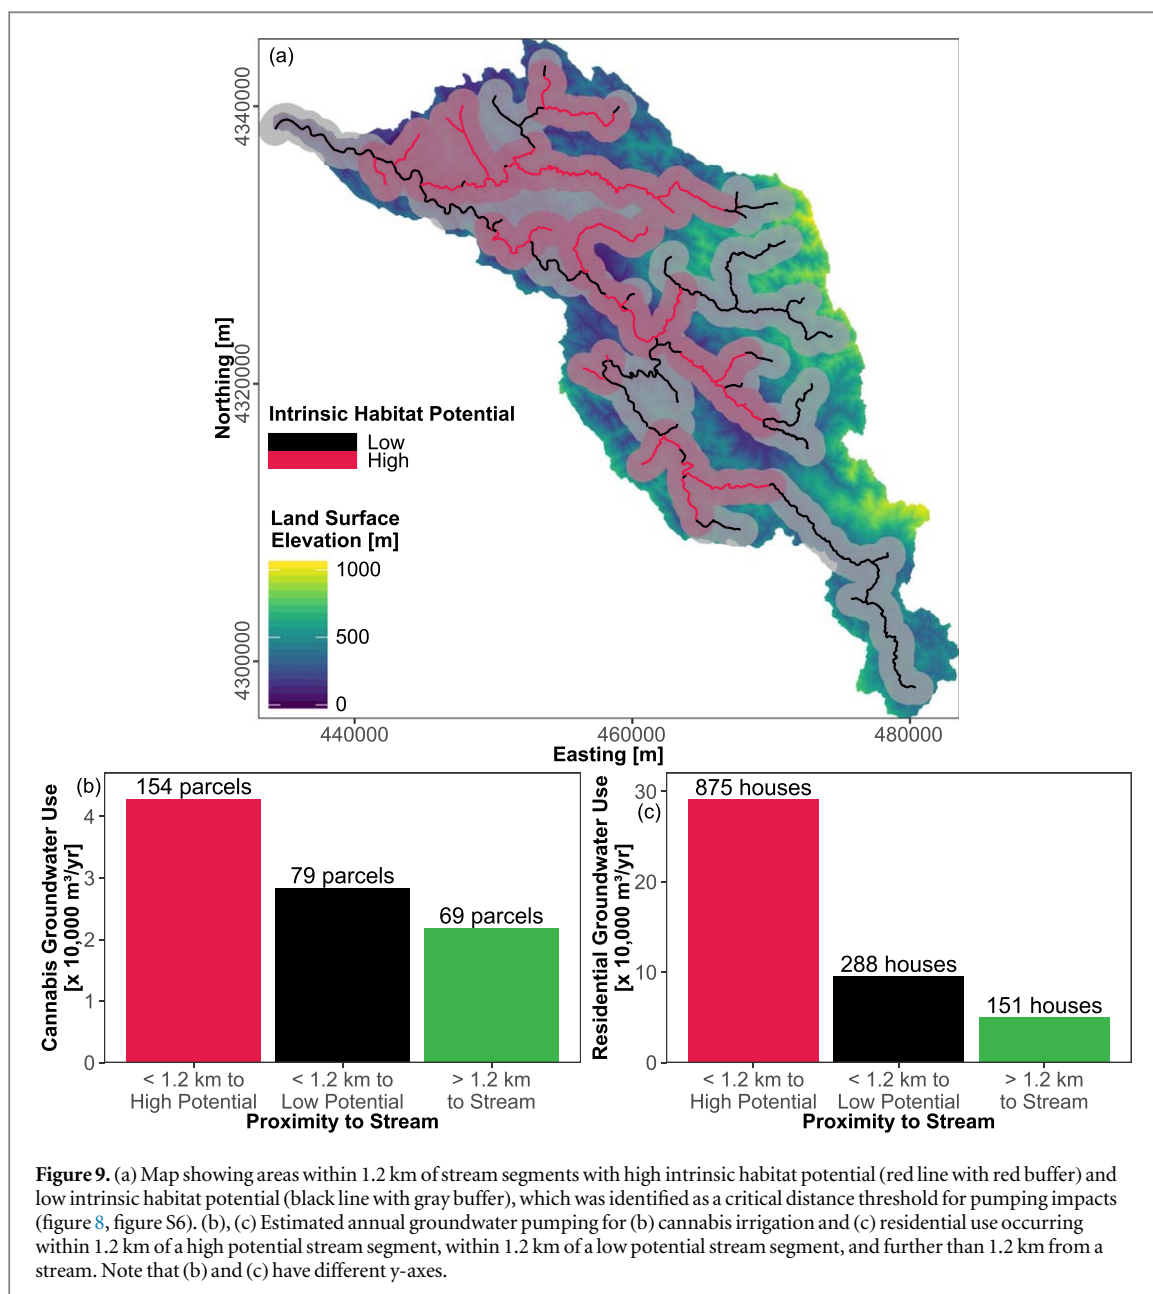 (a)
4340000
4320000
4300000
Northing [m]
Intrinsic Habitat Potential
Low
High
Land Surface
Elevation [m]
1000
500
0
440000
460000
480000
Easting [m]
(b)
Cannabis Groundwater Use
[x 10,000 m³/yr]
4
3
2
1
0
154 parcels
79 parcels
69 parcels
< 1.2 km to
High Potential
< 1.2 km to
Low Potential
> 1.2 km
to Stream
Proximity to Stream
(c)
Residential Groundwater Use
[x 10,000 m³/yr]
30
20
10
0
875 houses
288 houses
151 houses
< 1.2 km to
High Potential
< 1.2 km to
Low Potential
> 1.2 km
to Stream
Proximity to Stream
Figure 9. (a) Map showing areas within 1.2 km of stream segments with high intrinsic habitat potential (red line with red buffer) and
low intrinsic habitat potential (black line with gray buffer), which was identified as a critical distance threshold for pumping impacts
(figure 8, figure S6). (b), (c) Estimated annual groundwater pumping for (b) cannabis irrigation and (c) residential use occurring
within 1.2 km of a high potential stream segment, within 1.2 km of a low potential stream segment, and further than 1.2 km from a
stream. Note that (b) and (c) have different y-axes.